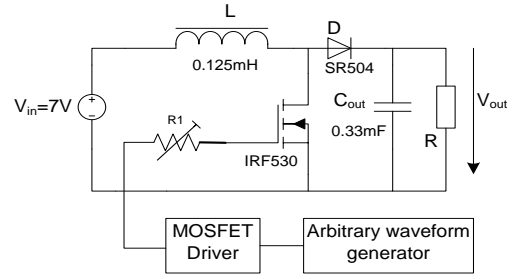 L
0.125mH
D
SR504
V_in=7V
R1
C_out
0.33mF
V_out
R
IRF530
MOSFET
Driver
Arbitrary waveform
generator